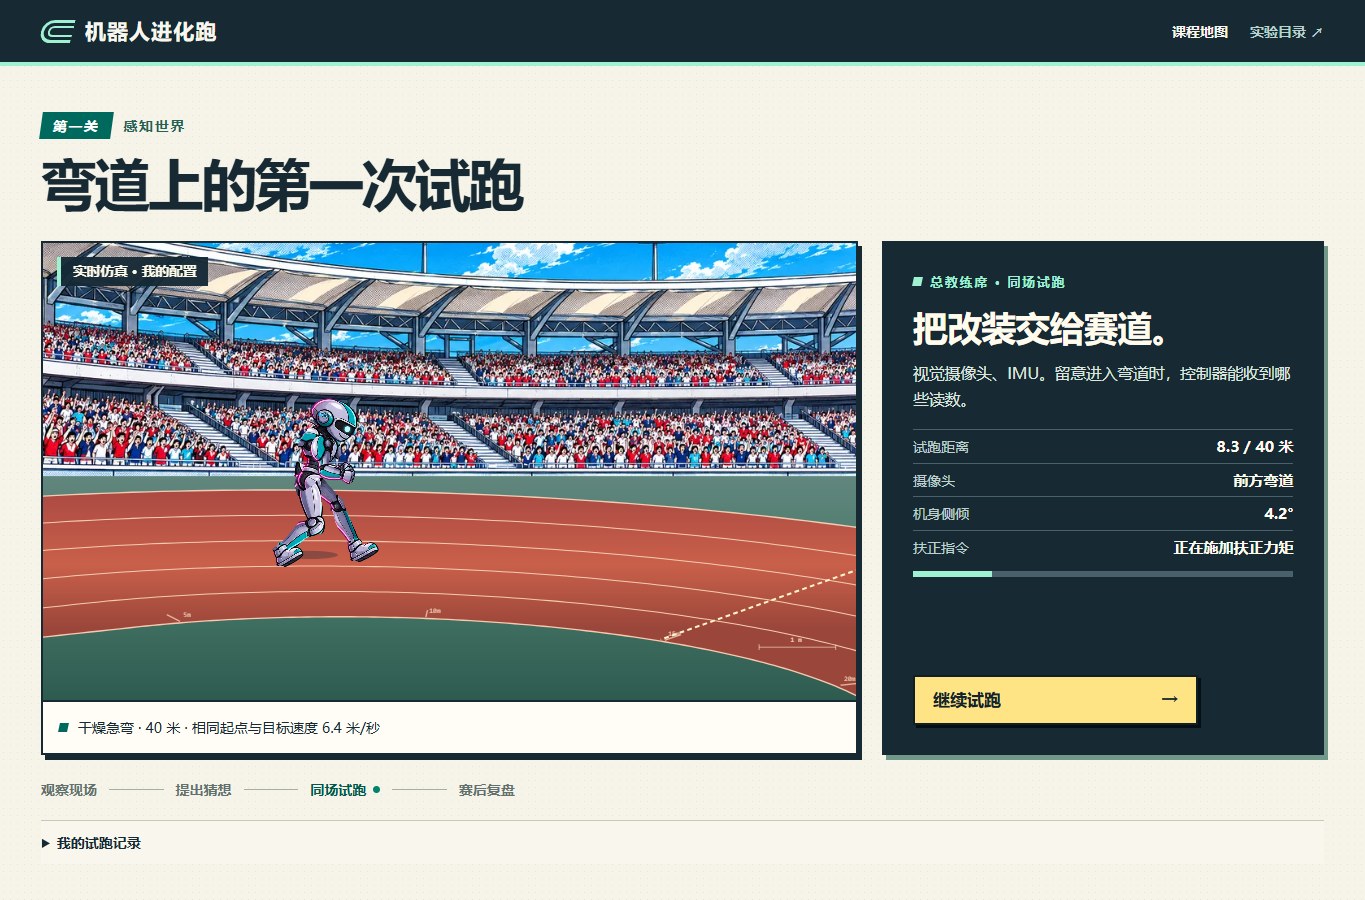 机器人进化跑
课程地图
实验目录 ↗
第一关
感知世界
弯道上的第一次试跑
实时仿真 • 我的配置
5m
10m
1 m
20m
干燥急弯 · 40 米 · 相同起点与目标速度 6.4 米/秒
总教练席 • 同场试跑
把改装交给赛道。
视觉摄像头、IMU。留意进入弯道时，控制器能收到哪
些读数。
试跑距离 8.3 / 40 米
摄像头 前方弯道
机身侧倾 4.2°
扶正指令 正在施加扶正力矩
继续试跑 →
观察现场
提出猜想
同场试跑
赛后复盘
我的试跑记录